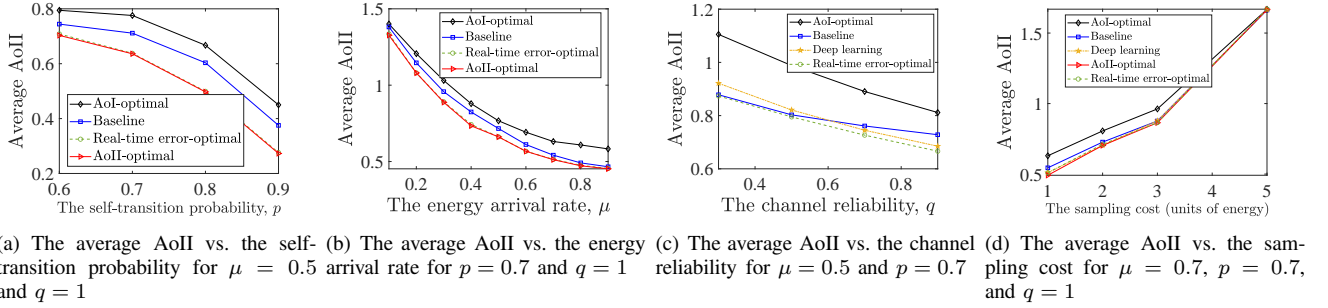 Average AoII
0.8
0.6
0.4
0.2
0.6
0.7
0.8
0.9
AoI-optimal
Baseline
Real-time error-optimal
AoII-optimal
The self-transition probability, p
Average AoII
1.5
1
0.5
0.2
0.4
0.6
0.8
AoI-optimal
Baseline
Real-time error-optimal
AoII-optimal
The energy arrival rate, μ
Average AoII
1.2
1
0.8
0.6
0.4
0.6
0.8
AoI-optimal
Baseline
Deep learning
Real-time error-optimal
The channel reliability, q
Average AoII
1.5
1
0.5
1
2
3
4
5
AoI-optimal
Baseline
Deep learning
AoII-optimal
Real-time error-optimal
The sampling cost (units of energy)
(a) The average AoII vs. the self-
transition probability for μ = 0.5
and q = 1
(b) The average AoII vs. the energy
arrival rate for p = 0.7 and q = 1
(c) The average AoII vs. the channel
reliability for μ = 0.5 and p = 0.7
(d) The average AoII vs. the sam-
pling cost for μ = 0.7, p = 0.7,
and q = 1